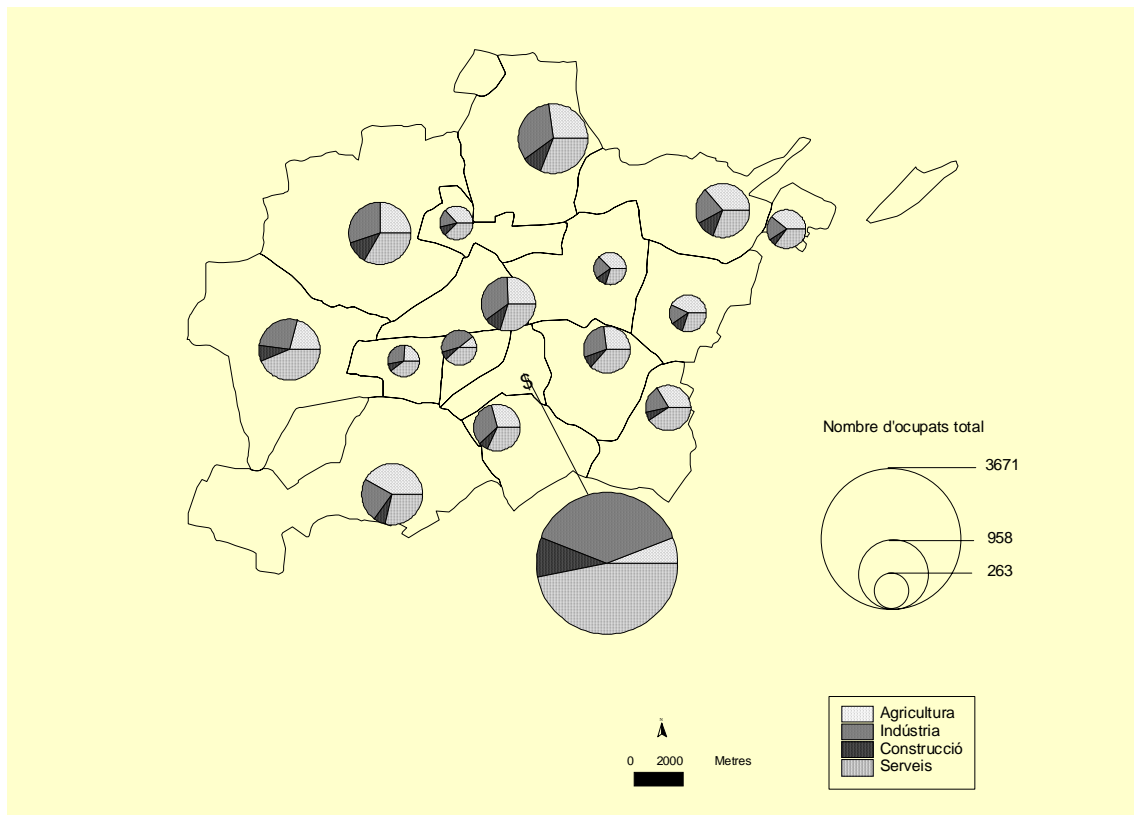 $
Nombre d'ocupats total
3671
958
263
Agricultura
Indústria
Construcció
Serveis
0 2000 Metres